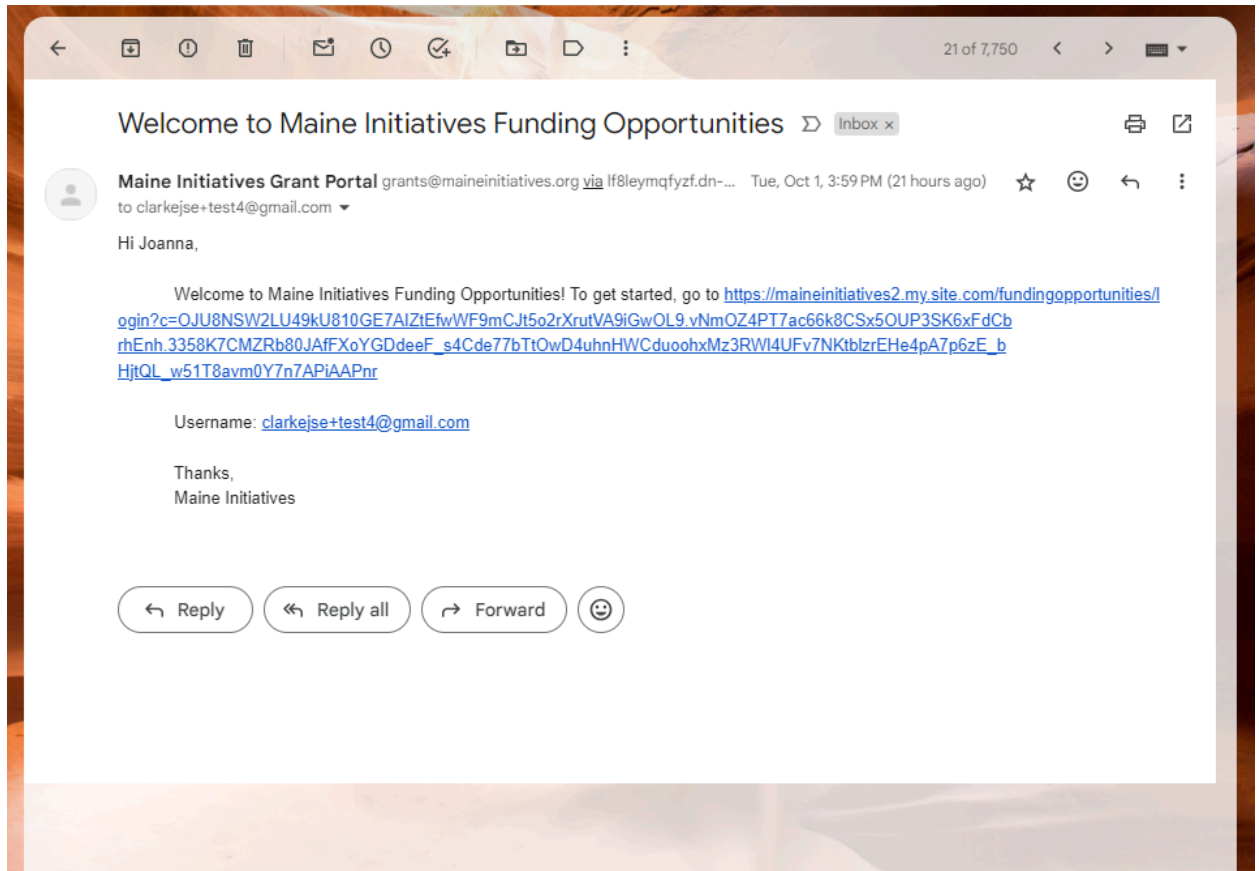 21 of 7,750
Welcome to Maine Initiatives Funding Opportunities Inbox ×
Maine Initiatives Grant Portal grants@maineinitiatives.org via lf8leymqfyzf.dn-... Tue, Oct 1, 3:59 PM (21 hours ago)
to clarkejse+test4@gmail.com
Hi Joanna,
Welcome to Maine Initiatives Funding Opportunities! To get started, go to https://maineinitiatives2.my.site.com/fundingopportunities/l
ogin?c=OJU8NSW2LU49kU810GE7AIZtEfwWF9mCJt5o2rXrutVA9iGwOL9.vNmOZ4PT7ac66k8CSx5OUP3SK6xFdCb
rhEnh.3358K7CMZRb80JAfFXoYGDdeeF_s4Cde77bTtOwD4uhnHWCduoohxMz3RWI4UFv7NKtblzrEHe4pA7p6zE_b
HjtQL_w51T8avm0Y7n7APiAAPnr
Username: clarkejse+test4@gmail.com
Thanks,
Maine Initiatives
Reply Reply all Forward